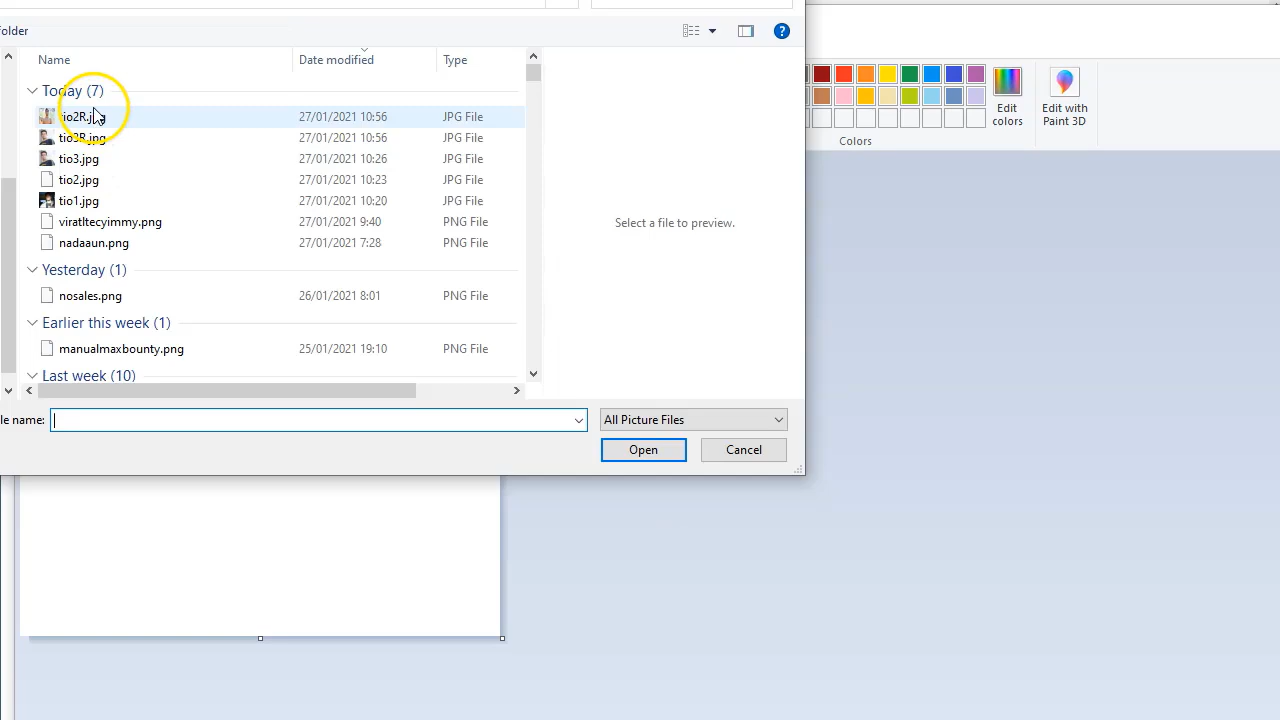 older
Name Date modified Type
Today (7)
tio2R.jpg 27/01/2021 10:56 JPG File
tio3R.jpg 27/01/2021 10:56 JPG File
tio3.jpg 27/01/2021 10:26 JPG File
tio2.jpg 27/01/2021 10:23 JPG File
tio1.jpg 27/01/2021 10:20 JPG File
viratltecyimmy.png 27/01/2021 9:40 PNG File
nadaaun.png 27/01/2021 7:28 PNG File
Yesterday (1)
nosales.png 26/01/2021 8:01 PNG File
Earlier this week (1)
manualmaxbounty.png 25/01/2021 19:10 PNG File
Last week (10)
Select a file to preview.
le name: All Picture Files
Open Cancel
Edit colors
Edit with Paint 3D
Colors